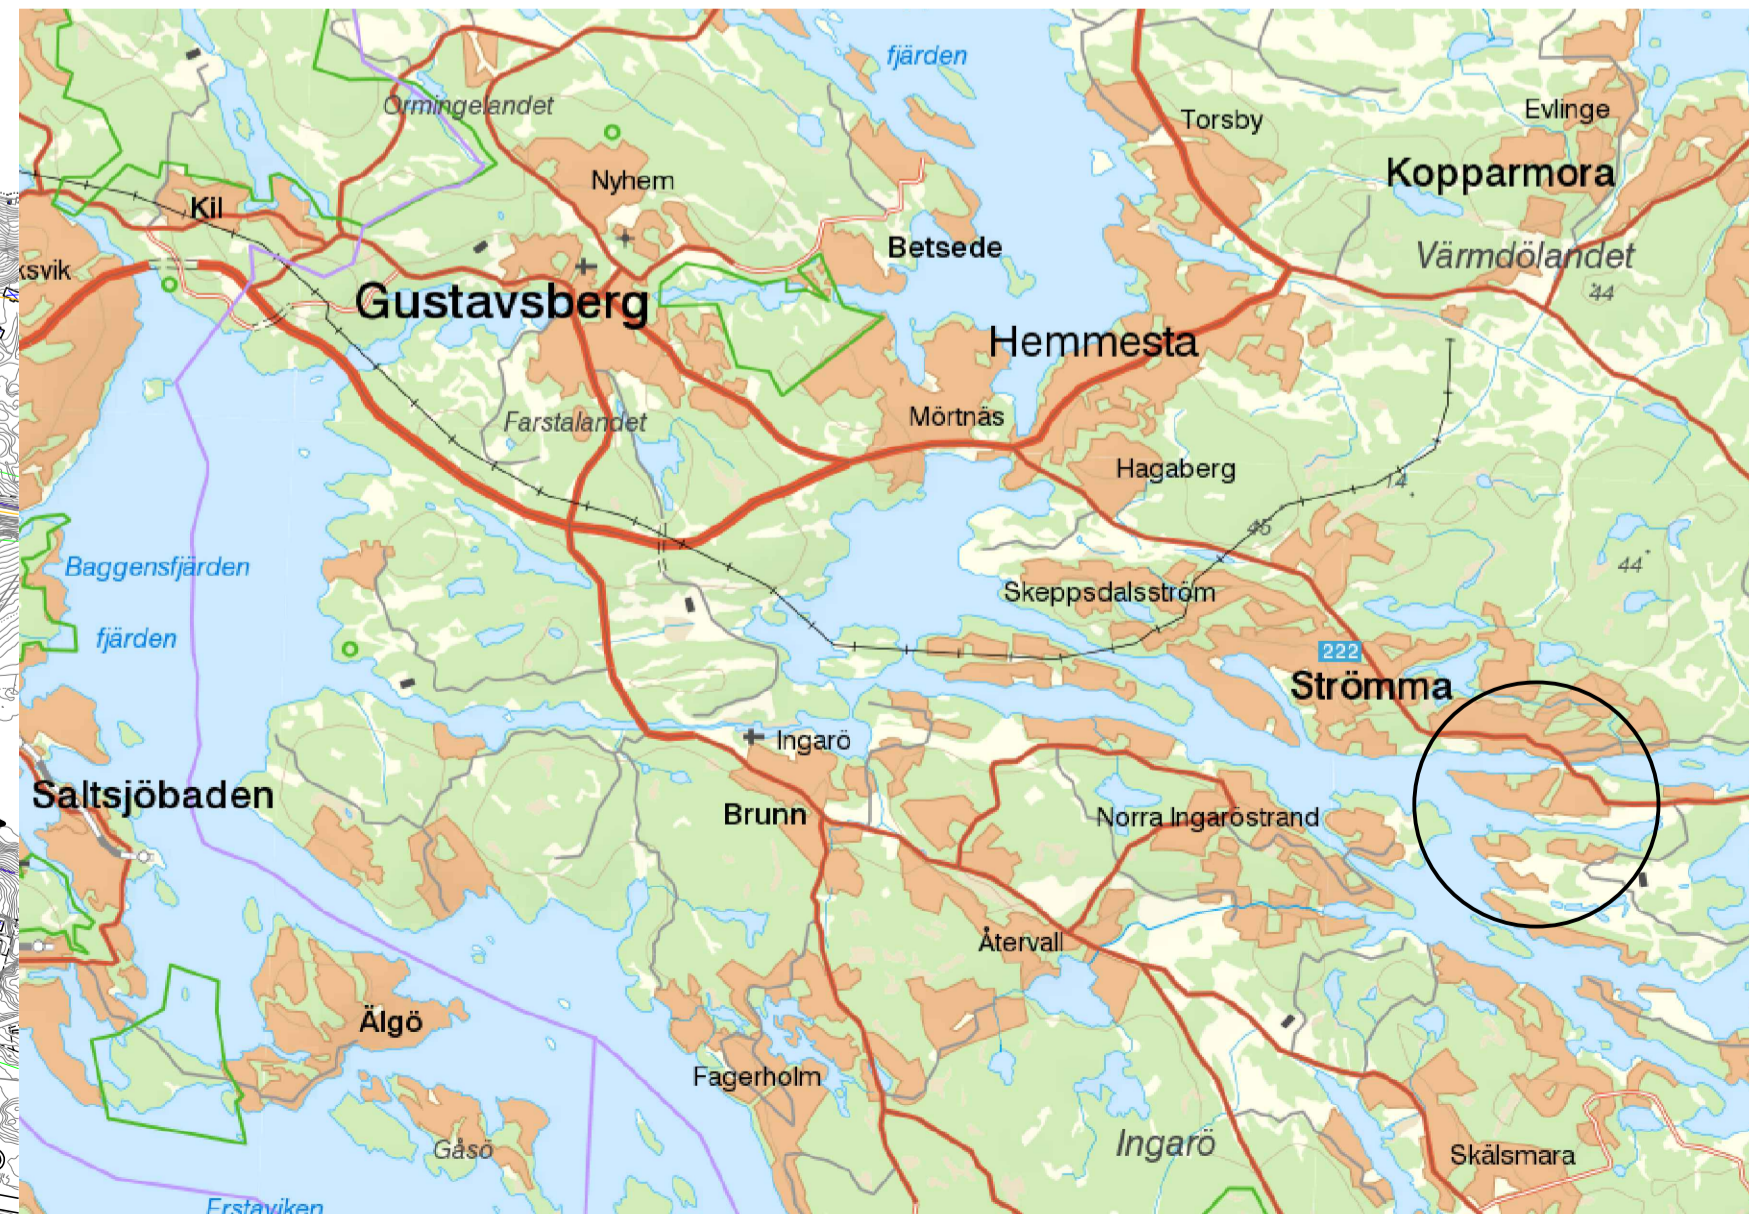 fjärden
Ormingelandet
Torsby
Evlinge
Kopparmora
Nyhem
Kil
Betsede
Värmdölandet
ksvik
44
Gustavsberg
Hemmesta
Farstalandet
Mörtnäs
Hagaberg
14
45
Baggensfjärden
44
Skeppsdalsström
fjärden
222
Strömma
Ingarö
Saltsjöbaden
Brunn
Norra Ingaröstrand
Återvall
Älgö
Fagerholm
Gåsö
Ingarö
Skälsmara
Erstaviken